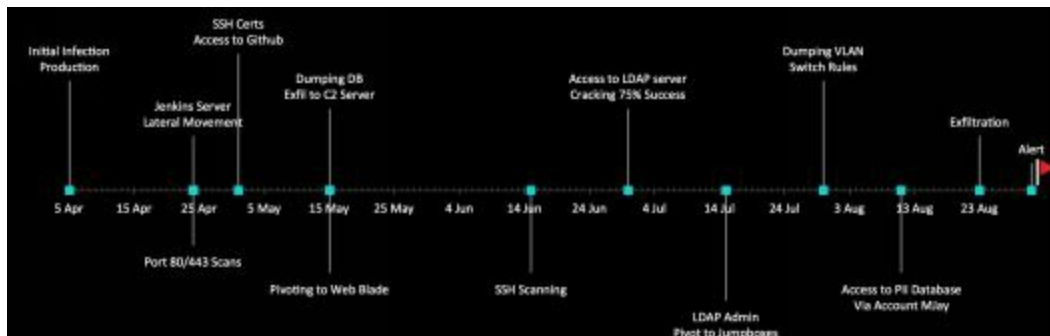 SSH Certs
Access to Github
Initial Infection
Production
Dumping VLAN
Switch Rules
Dumping DB
Exfil to C2 Server
Access to LDAP server
Cracking 75% Success
Jenkins Server
Lateral Movement
Exfiltration
Alert
5 Apr
15 Apr
25 Apr
5 May
15 May
25 May
4 Jun
14 Jun
24 Jun
4 Jul
14 Jul
24 Jul
3 Aug
13 Aug
23 Aug
Port 80/443 Scans
Pivoting to Web Blade
SSH Scanning
Access to PII Database
Via Account MJay
LDAP Admin
Pivot to Jumpboxes